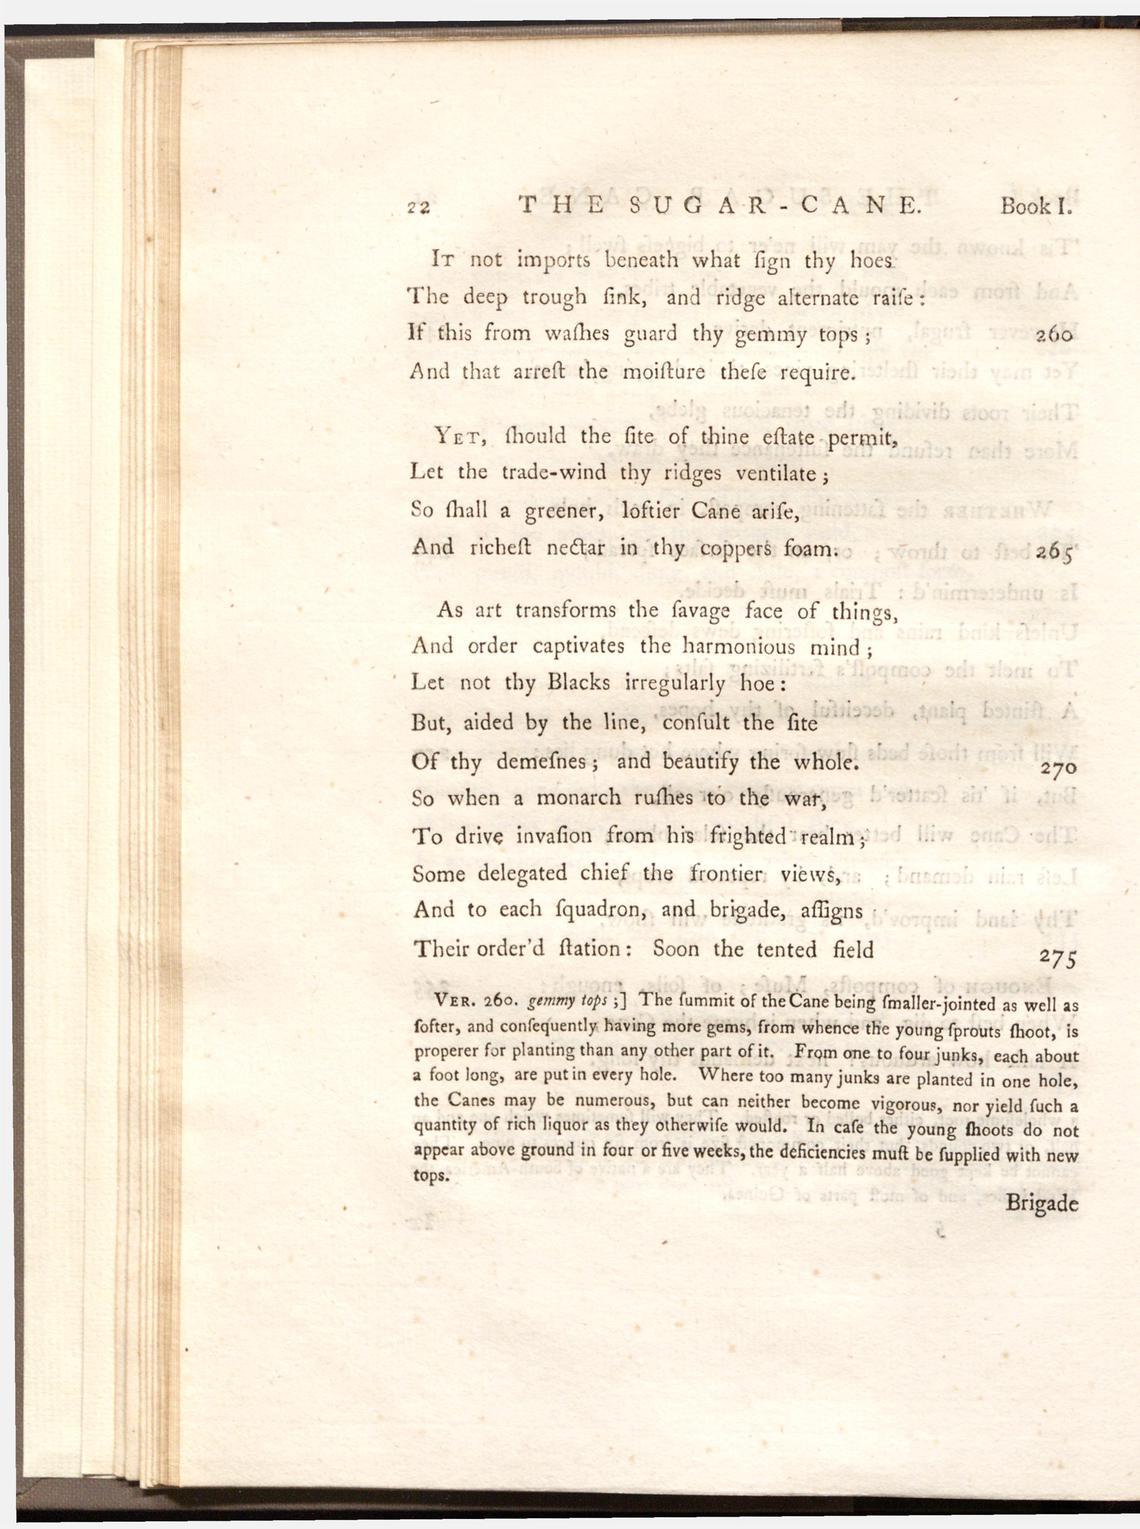 22 THE SUGAR-CANE. Book I.
IT not imports beneath what ſign thy hoes
The deep trough ſink, and ridge alternate raiſe:
If this from waſhes guard thy gemmy tops; 260
And that arreſt the moiſture theſe require.
YET, ſhould the ſite of thine eſtate permit,
Let the trade-wind thy ridges ventilate;
So ſhall a greener, loftier Cane ariſe,
And richeſt nectar in thy coppers foam. 265
As art transforms the ſavage face of things,
And order captivates the harmonious mind;
Let not thy Blacks irregularly hoe:
But, aided by the line, conſult the ſite
Of thy demeſnes; and beautify the whole. 270
So when a monarch ruſhes to the war,
To drive invaſion from his frighted realm;
Some delegated chief the frontier views,
And to each ſquadron, and brigade, aſſigns
Their order'd ſtation: Soon the tented field 275
VER. 260. gemmy tops;] The ſummit of the Cane being ſmaller-jointed as well as
ſofter, and conſequently having more gems, from whence the young ſprouts ſhoot, is
properer for planting than any other part of it. From one to four junks, each about
a foot long, are put in every hole. Where too many junks are planted in one hole,
the Canes may be numerous, but can neither become vigorous, nor yield ſuch a
quantity of rich liquor as they otherwiſe would. In caſe the young ſhoots do not
appear above ground in four or five weeks, the deficiencies muſt be ſupplied with new
tops.
Brigade